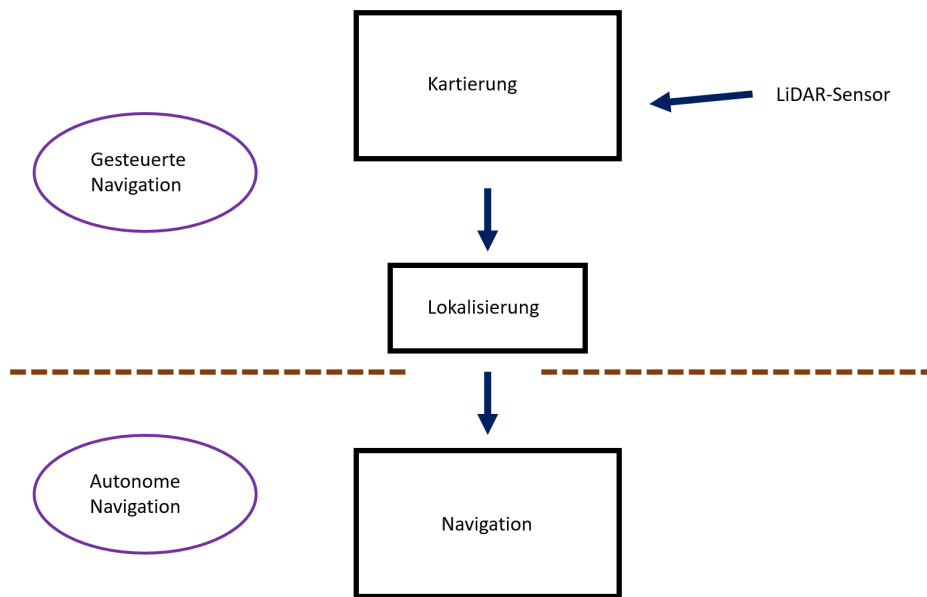 Kartierung
LiDAR-Sensor
Gesteuerte
Navigation
Lokalisierung
Autonome
Navigation
Navigation